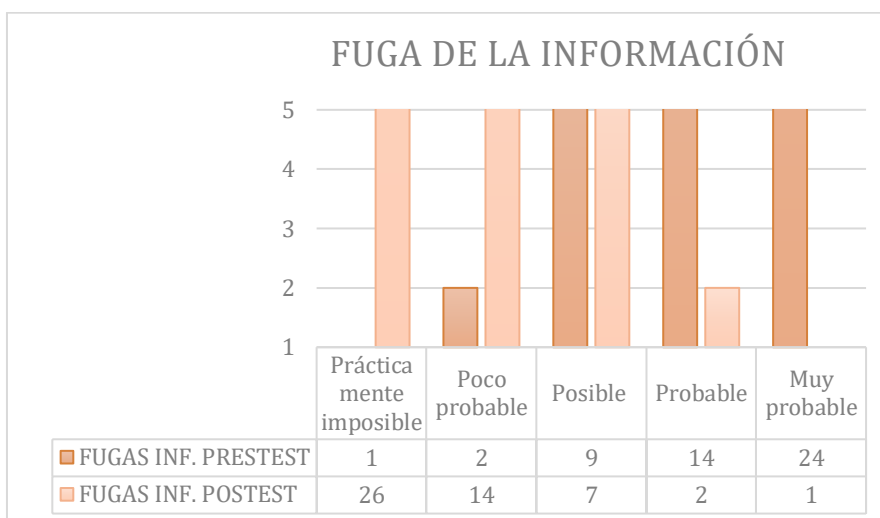 FUGA DE LA INFORMACIÓN
5
4
3
2
1
Práctica
mente
imposible
Poco
probable
Posible
Probable
Muy
probable
FUGAS INF. PRESTEST 1 2 9 14 24
FUGAS INF. POSTEST 26 14 7 2 1